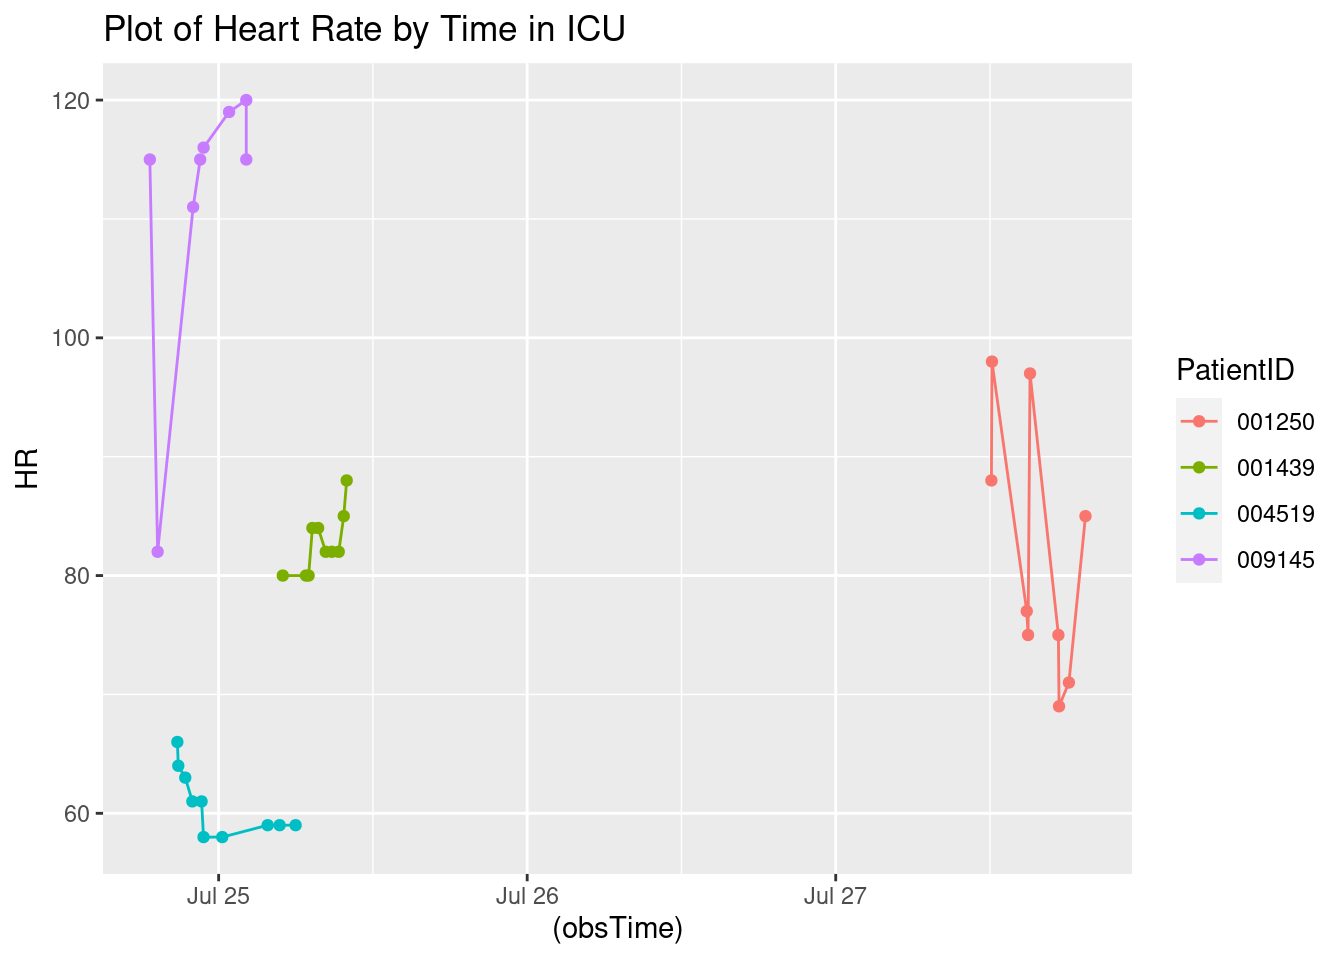 Plot of Heart Rate by Time in ICU
120
100
80
60
HR
Jul 25
Jul 26
Jul 27
(obsTime)
PatientID
001250
001439
004519
009145